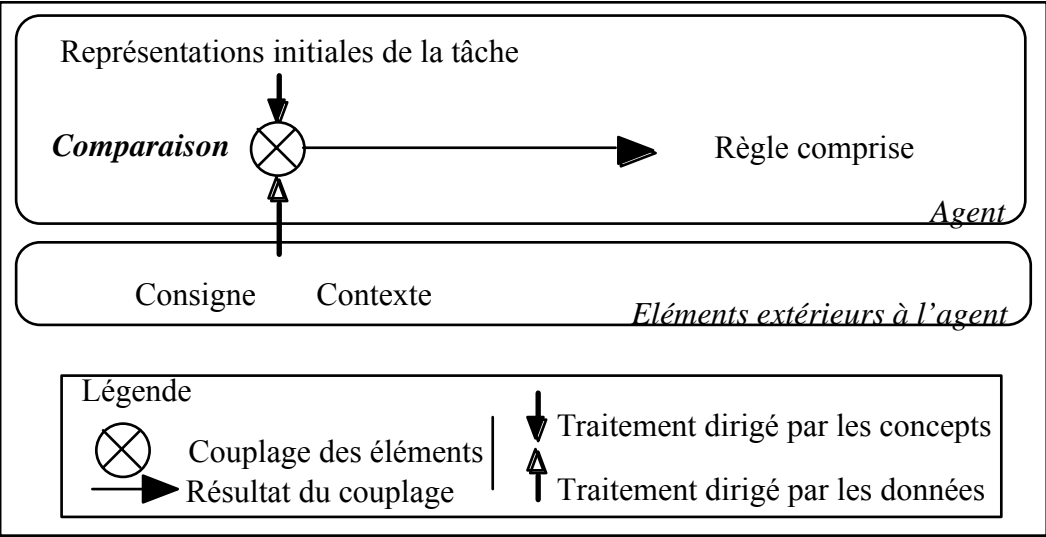 Représentations initiales de la tâche
Comparaison
Règle comprise
Agent
Consigne Contexte
Eléments extérieurs à l’agent
Légende
Couplage des éléments
Résultat du couplage
Traitement dirigé par les concepts
Traitement dirigé par les données